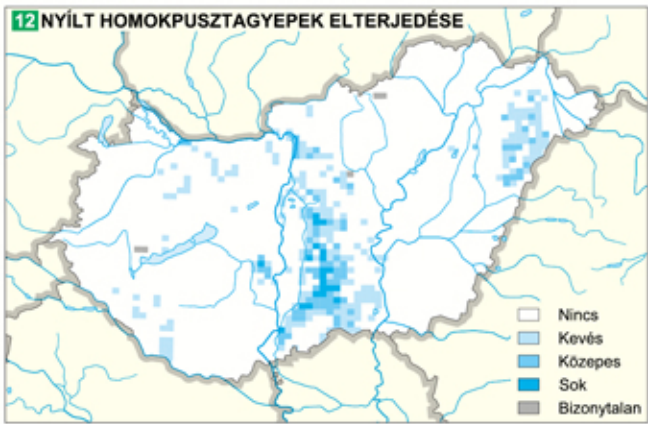 12 NYÍLT HOMOKPUSZTAGYEPEK ELTERJEDÉSE
Nincs
Kevés
Közepes
Sok
Bizonytalan